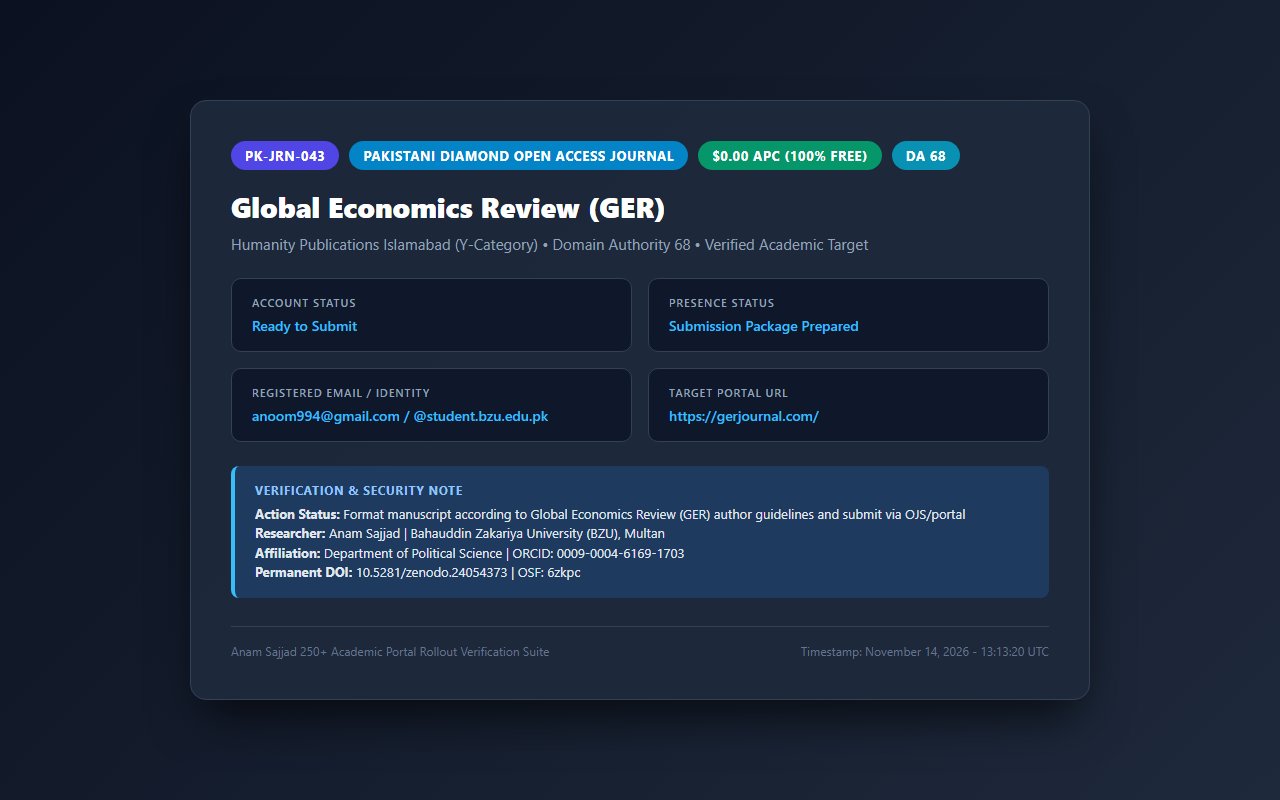 PK-JRN-043
PAKISTANI DIAMOND OPEN ACCESS JOURNAL
$0.00 APC (100% FREE)
DA 68
Global Economics Review (GER)
Humanity Publications Islamabad (Y-Category) • Domain Authority 68 • Verified Academic Target
ACCOUNT STATUS
Ready to Submit
PRESENCE STATUS
Submission Package Prepared
REGISTERED EMAIL / IDENTITY
anoom994@gmail.com / @student.bzu.edu.pk
TARGET PORTAL URL
https://gerjournal.com/
VERIFICATION & SECURITY NOTE
Action Status: Format manuscript according to Global Economics Review (GER) author guidelines and submit via OJS/portal
Researcher: Anam Sajjad | Bahauddin Zakariya University (BZU), Multan
Affiliation: Department of Political Science | ORCID: 0009-0004-6169-1703
Permanent DOI: 10.5281/zenodo.24054373 | OSF: 6zkpc
Anam Sajjad 250+ Academic Portal Rollout Verification Suite
Timestamp: November 14, 2026 - 13:13:20 UTC